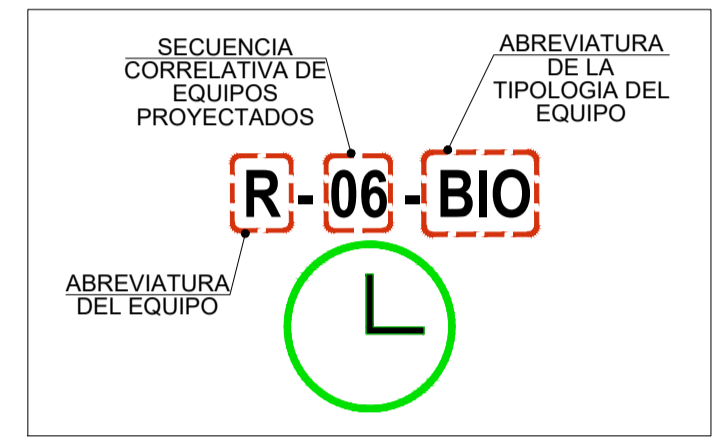 SECUENCIA
CORRELATIVA DE
EQUIPOS
PROYECTADOS
ABREVIATURA
DE LA
TIPOLOGIA DEL
EQUIPO
R - 06 - BIO
ABREVIATURA
DEL EQUIPO